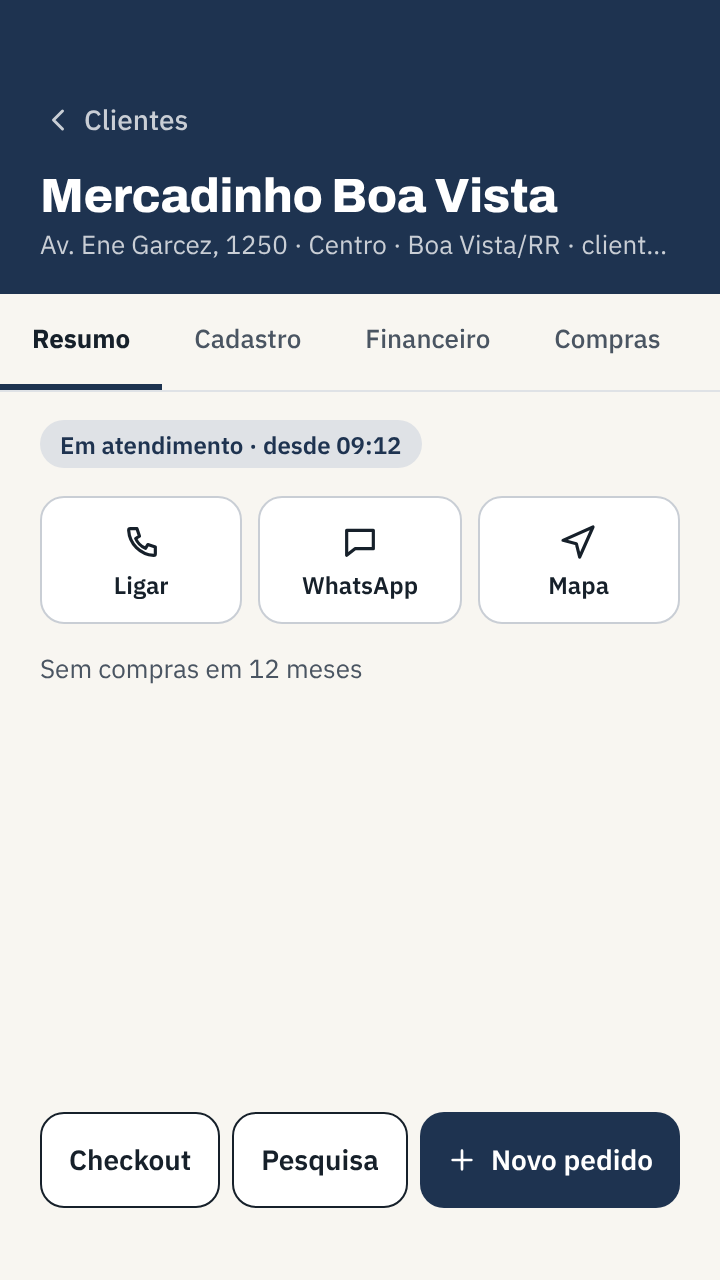 Clientes
Mercadinho Boa Vista
Av. Ene Garcez, 1250 · Centro · Boa Vista/RR · client...
Resumo Cadastro Financeiro Compras
Em atendimento · desde 09:12
Ligar WhatsApp Mapa
Sem compras em 12 meses
Checkout Pesquisa + Novo pedido